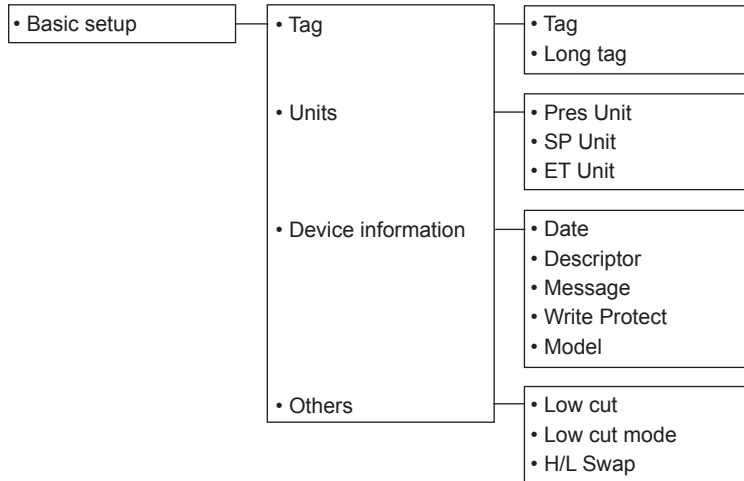 • Basic setup
• Tag
• Tag
• Long tag
• Units
• Pres Unit
• SP Unit
• ET Unit
• Device information
• Date
• Descriptor
• Message
• Write Protect
• Model
• Others
• Low cut
• Low cut mode
• H/L Swap